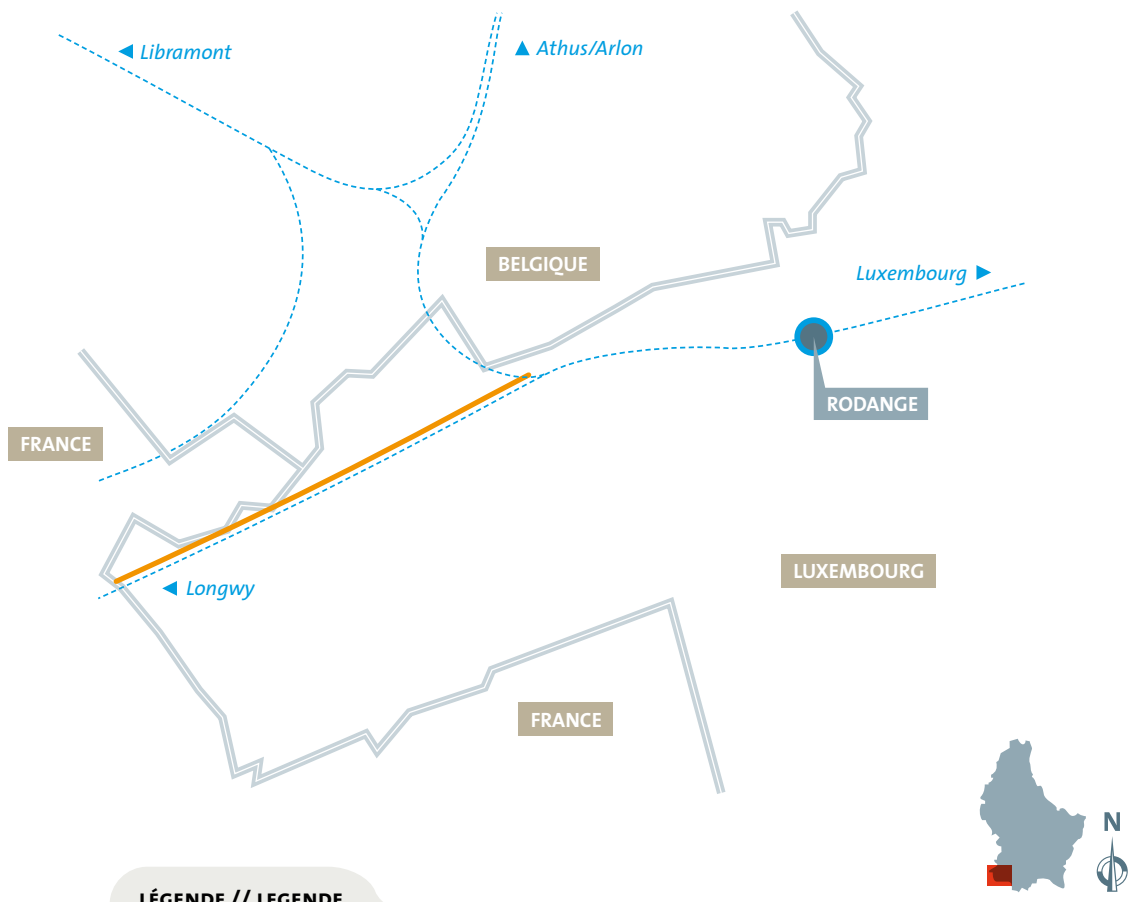 ◄ Libramont
▲ Athus/Arlon
BELGIQUE
Luxembourg ►
RODANGE
FRANCE
LUXEMBOURG
◄ Longwy
FRANCE
N
LÉGENDE // LEGENDE